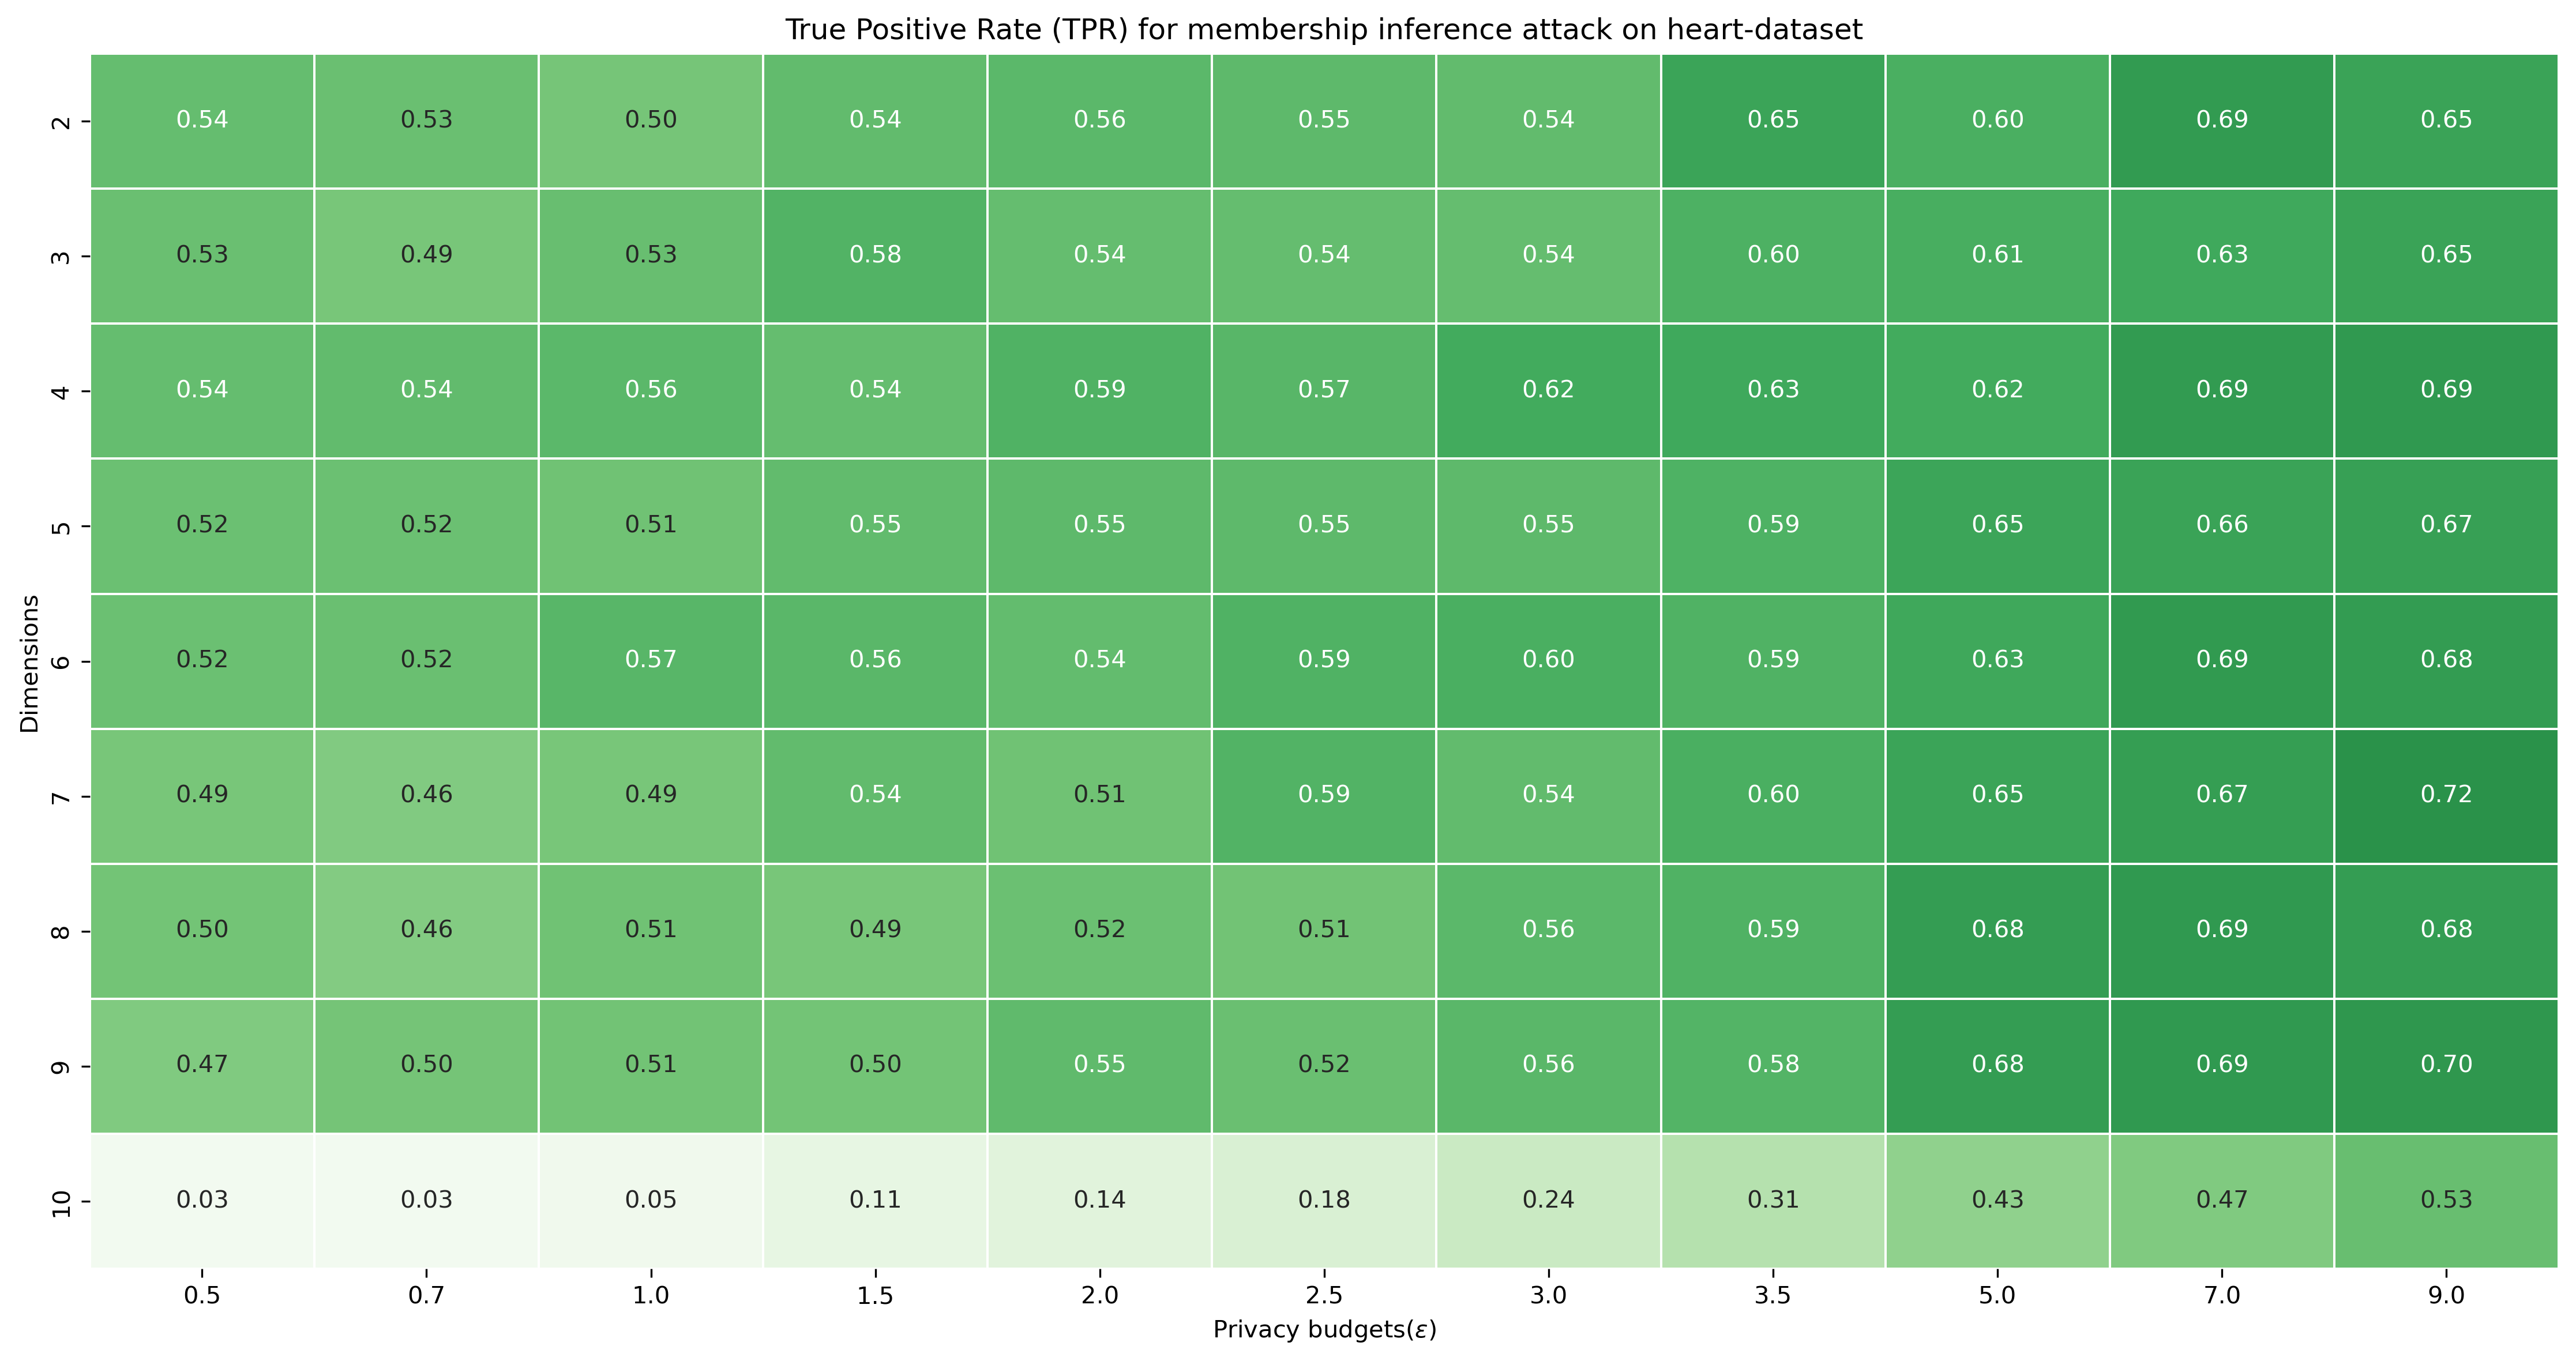 True Positive Rate (TPR) for membership inference attack on heart-dataset
2 0.54 0.53 0.50 0.54 0.56 0.55 0.54 0.65 0.60 0.69 0.65
3 0.53 0.49 0.53 0.58 0.54 0.54 0.54 0.60 0.61 0.63 0.65
4 0.54 0.54 0.56 0.54 0.59 0.57 0.62 0.63 0.62 0.69 0.69
5 0.52 0.52 0.51 0.55 0.55 0.55 0.55 0.59 0.65 0.66 0.67
6 0.52 0.52 0.57 0.56 0.54 0.59 0.60 0.59 0.63 0.69 0.68
7 0.49 0.46 0.49 0.54 0.51 0.59 0.54 0.60 0.65 0.67 0.72
8 0.50 0.46 0.51 0.49 0.52 0.51 0.56 0.59 0.68 0.69 0.68
9 0.47 0.50 0.51 0.50 0.55 0.52 0.56 0.58 0.68 0.69 0.70
10 0.03 0.03 0.05 0.11 0.14 0.18 0.24 0.31 0.43 0.47 0.53
0.5 0.7 1.0 1.5 2.0 2.5 3.0 3.5 5.0 7.0 9.0
Privacy budgets(ε)
Dimensions